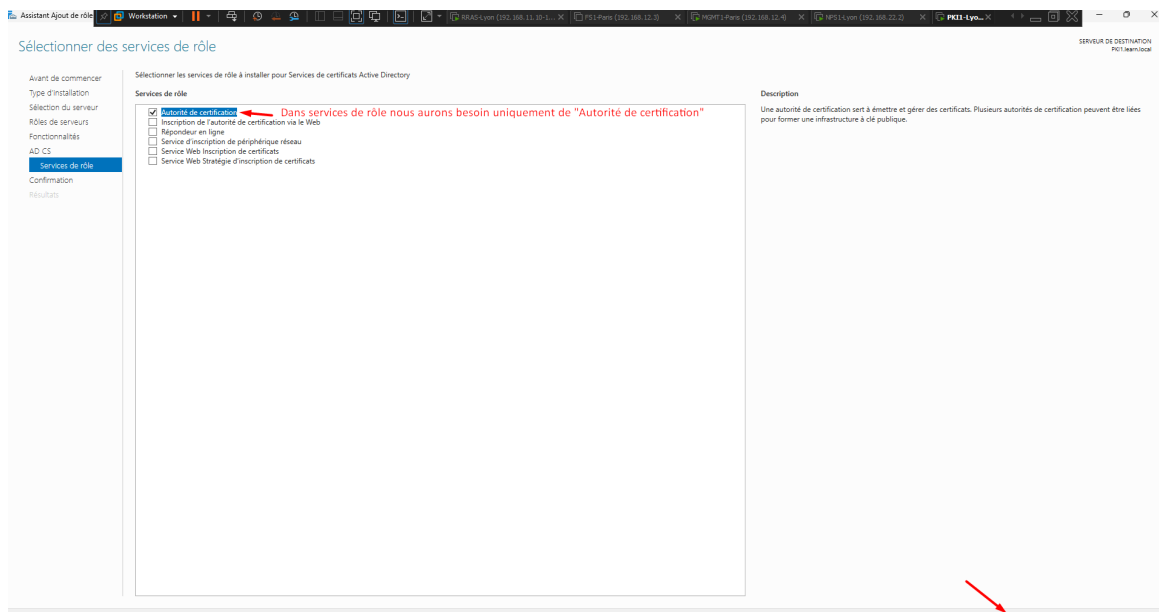 Assistant Ajout de rôle
Workstation
RRAS-Lyon (192.168.11.10-1...
PS1-Paris (192.168.12.3)
MGMT1-Paris (192.168.12.4)
NPS1-Lyon (192.168.22.2)
PKI1-Lyo...
Sélectionner des services de rôle
SERVEUR DE DESTINATION
PKI1.learn.local
Avant de commencer
Type d'installation
Sélection du serveur
Rôles de serveurs
Fonctionnalités
AD CS
Services de rôle
Confirmation
Résultats
Sélectionner les services de rôle à installer pour Services de certificats Active Directory
Services de rôle
Autorité de certification
Dans services de rôle nous aurons besoin uniquement de "Autorité de certification"
Inscription de l'autorité de certification via le Web
Répondeur en ligne
Service d'inscription de périphérique réseau
Service Web Inscription de certificats
Service Web Stratégie d'inscription de certificats
Description
Une autorité de certification sert à émettre et gérer des certificats. Plusieurs autorités de certification peuvent être liées
pour former une infrastructure à clé publique.